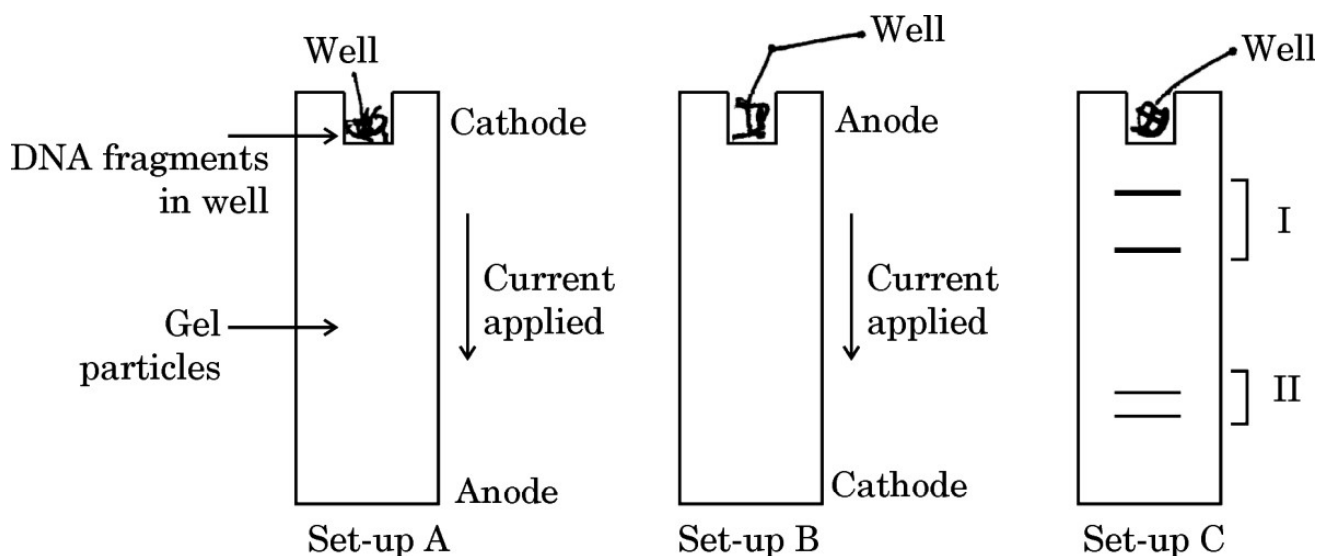 Well
Cathode
DNA fragments
in well
Current
applied
Gel
particles
Anode
Set-up A
Well
Anode
Current
applied
Cathode
Set-up B
Well
I
II
Set-up C